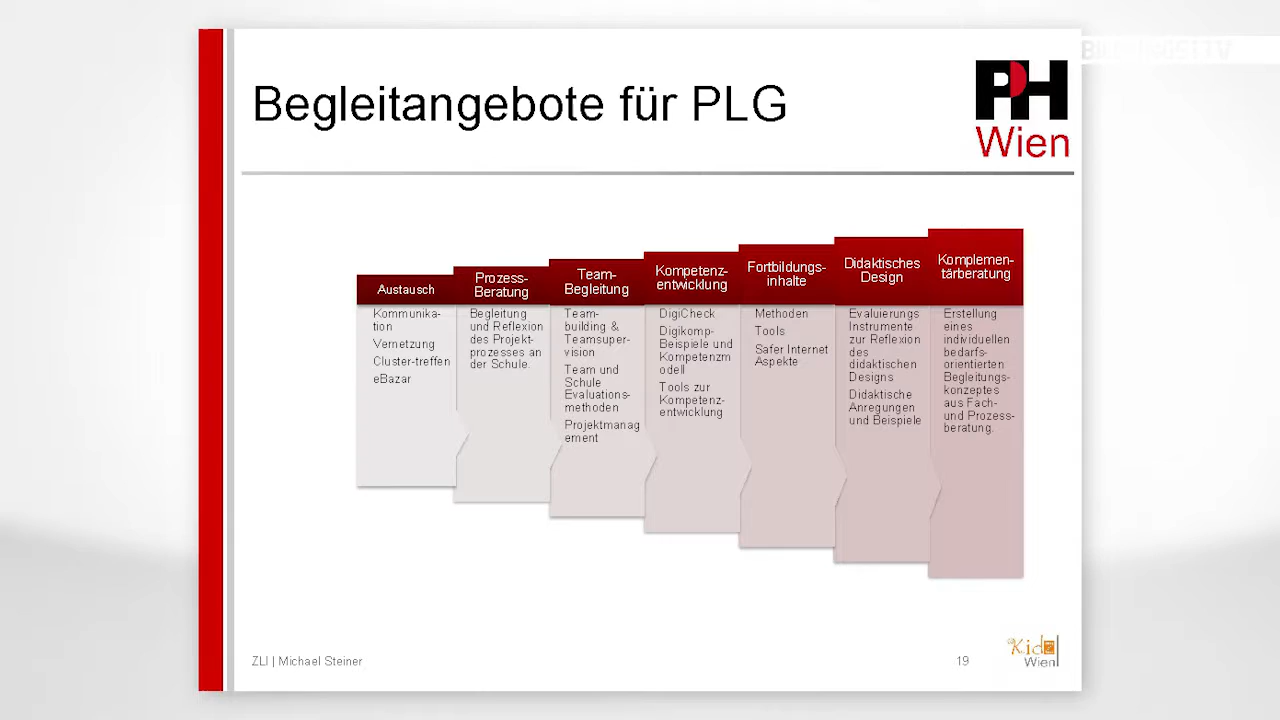 Begleitangebote für PLG
PH
Wien
Austausch
Kommunika-
tion
Vernetzung
Cluster-treffen
eBazar
Prozess-
Beratung
Begleitung
und Reflexion
des Projekt-
prozesses an
der Schule.
Team-
Begleitung
Team-
building &
Teamsuper-
vision
Team und
Schule
Evaluations-
methoden
Projektmanag
ement
Kompetenz-
entwicklung
DigiCheck
Digikomp-
Beispiele und
Kompetenzm
odell
Tools zur
Kompetenz-
entwicklung
Fortbildungs-
inhalte
Methoden
Tools
Safer Internet
Aspekte
Didaktisches
Design
Evaluierungs
Instrumente
zur Reflexion
des
didaktischen
Designs
Didaktische
Anregungen
und Beispiele
Komplemen-
tärberatung
Erstellung
eines
individuellen
bedarfs-
orientierten
Begleitungs-
konzeptes
aus Fach-
und Prozess-
beratung.
ZLI | Michael Steiner
19
KidZ
Wien